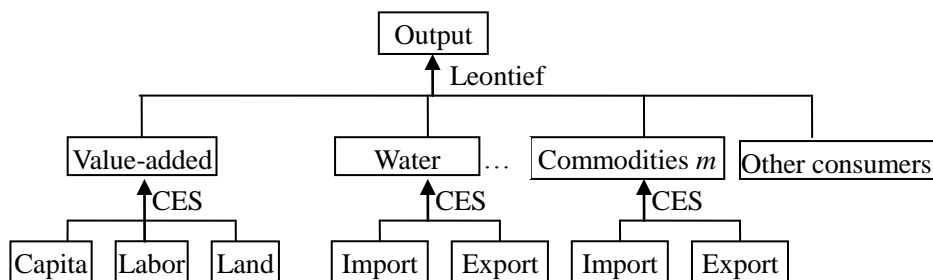 Output
Leontief
Value-added
Water
...
Commodities m
Other consumers
CES
CES
CES
Capita
Labor
Land
Import
Export
Import
Export